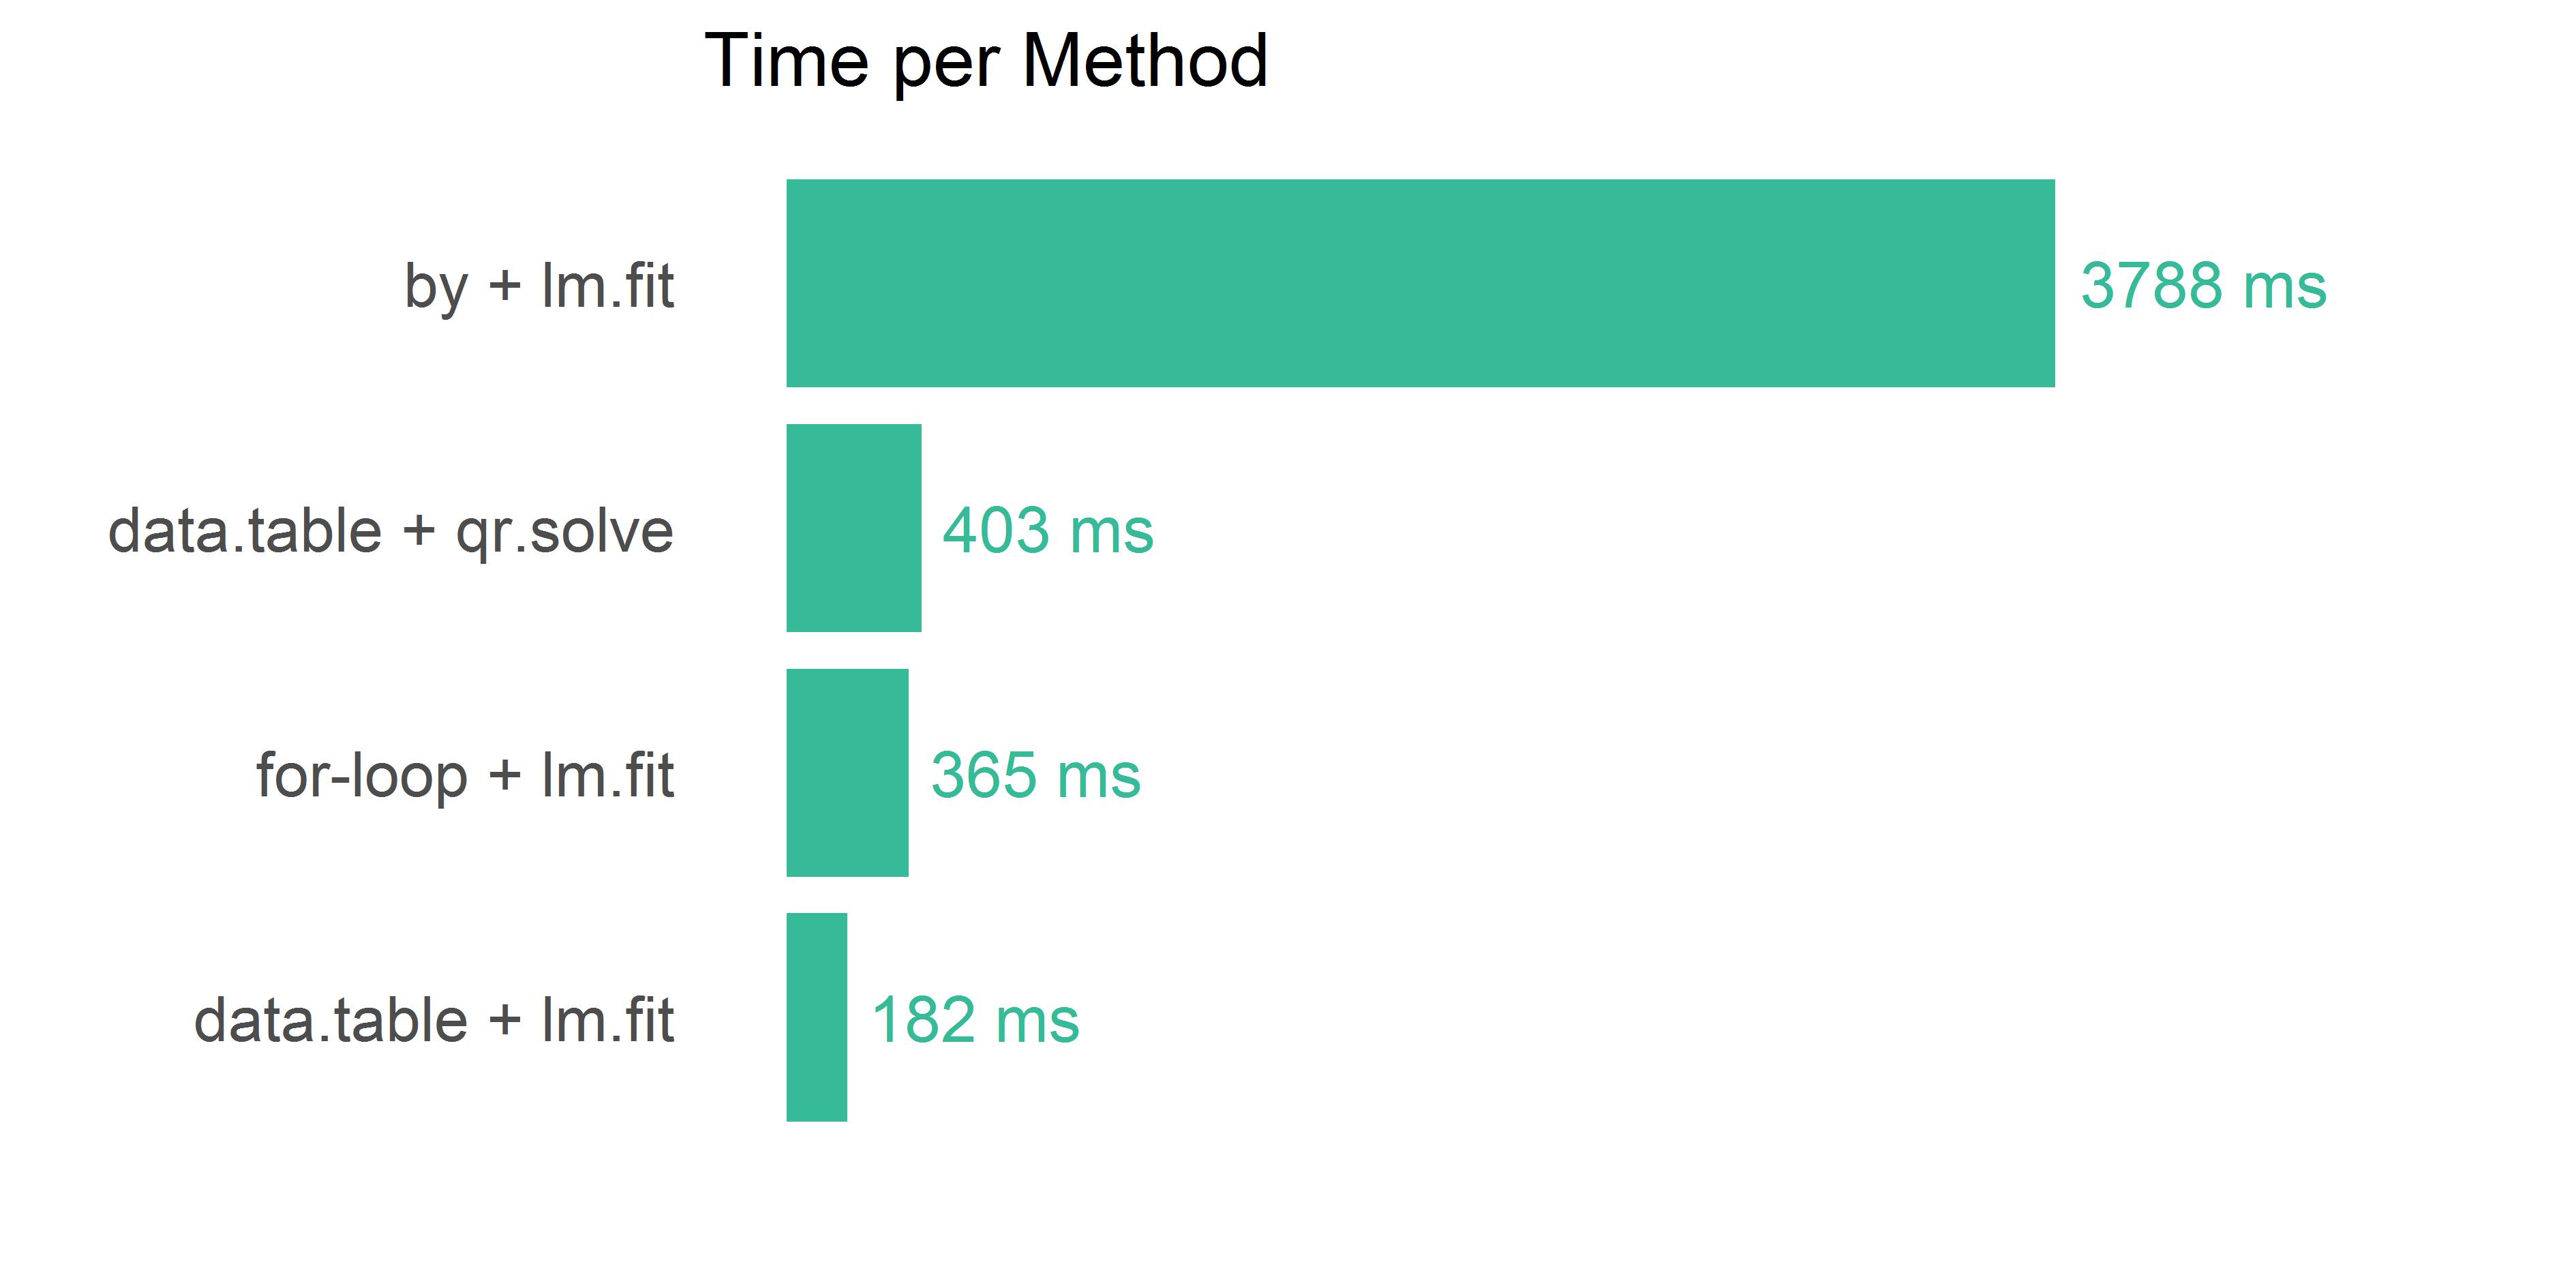 Time per Method
by + lm.fit
3788 ms
data.table + qr.solve
403 ms
for-loop + lm.fit
365 ms
data.table + lm.fit
182 ms